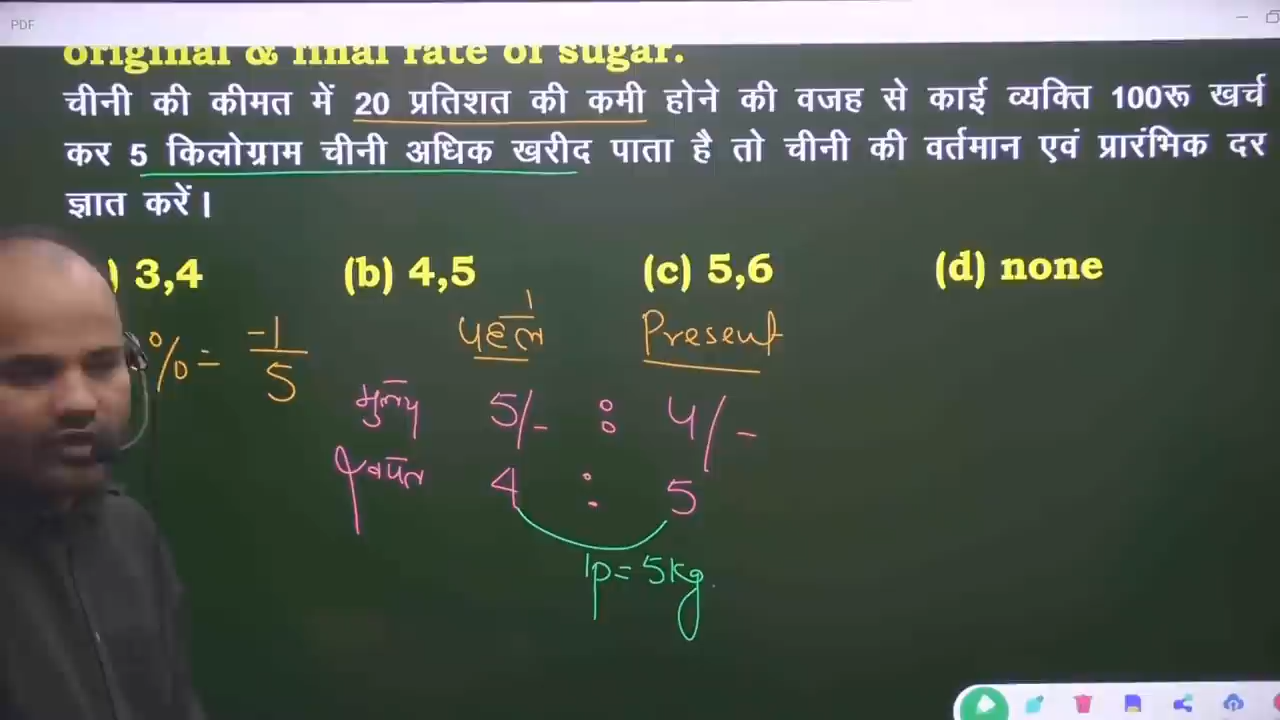 PDF
original & final rate of sugar.
चीनी की कीमत में 20 प्रतिशत की कमी होने की वजह से काई व्यक्ति 100रू खर्च
कर 5 किलोग्राम चीनी अधिक खरीद पाता है तो चीनी की वर्तमान एवं प्रारंभिक दर
ज्ञात करें।
) 3,4 (b) 4,5 (c) 5,6 (d) none
% = -1/5
Present
5/- : 4/-
4 : 5
1p = 5kg.